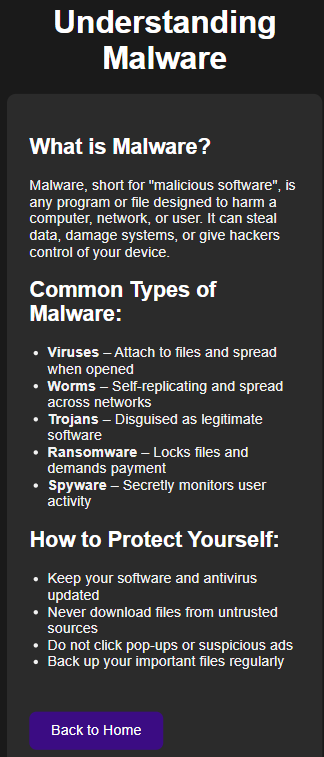 Understanding
Malware
What is Malware?
Malware, short for "malicious software", is
any program or file designed to harm a
computer, network, or user. It can steal
data, damage systems, or give hackers
control of your device.
Common Types of
Malware:
• Viruses – Attach to files and spread
when opened
• Worms – Self-replicating and spread
across networks
• Trojans – Disguised as legitimate
software
• Ransomware – Locks files and
demands payment
• Spyware – Secretly monitors user
activity
How to Protect Yourself:
• Keep your software and antivirus
updated
• Never download files from untrusted
sources
• Do not click pop-ups or suspicious ads
• Back up your important files regularly
Back to Home